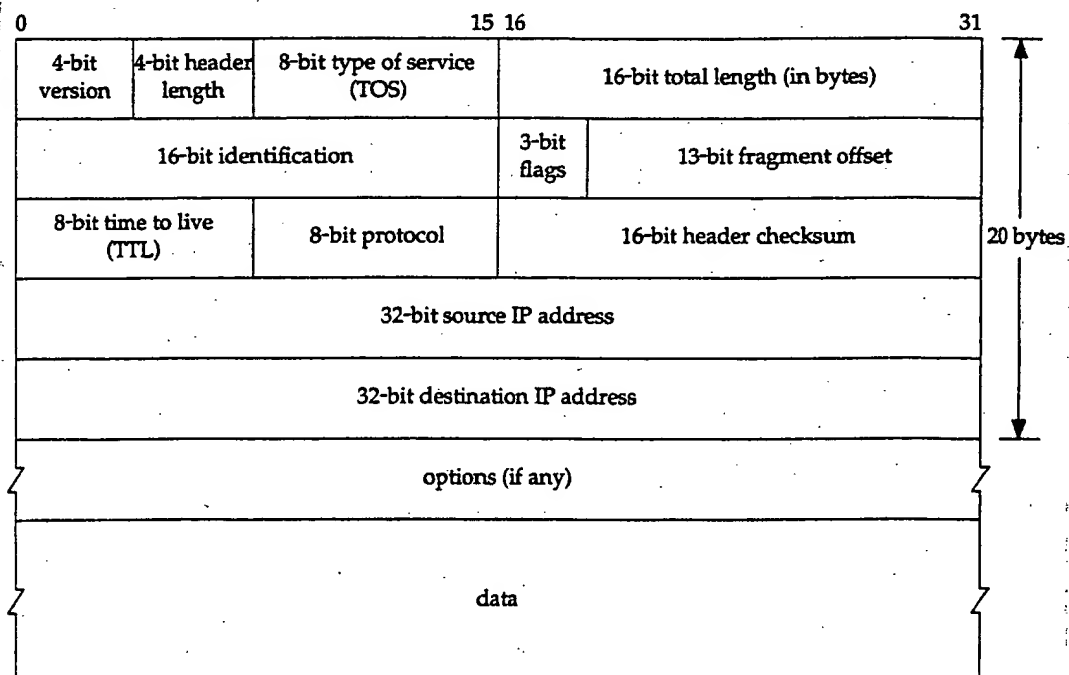 0 15 16 31
4-bit version
4-bit header length
8-bit type of service (TOS)
16-bit total length (in bytes)
16-bit identification
3-bit flags
13-bit fragment offset
8-bit time to live (TTL)
8-bit protocol
16-bit header checksum
20 bytes
32-bit source IP address
32-bit destination IP address
options (if any)
data